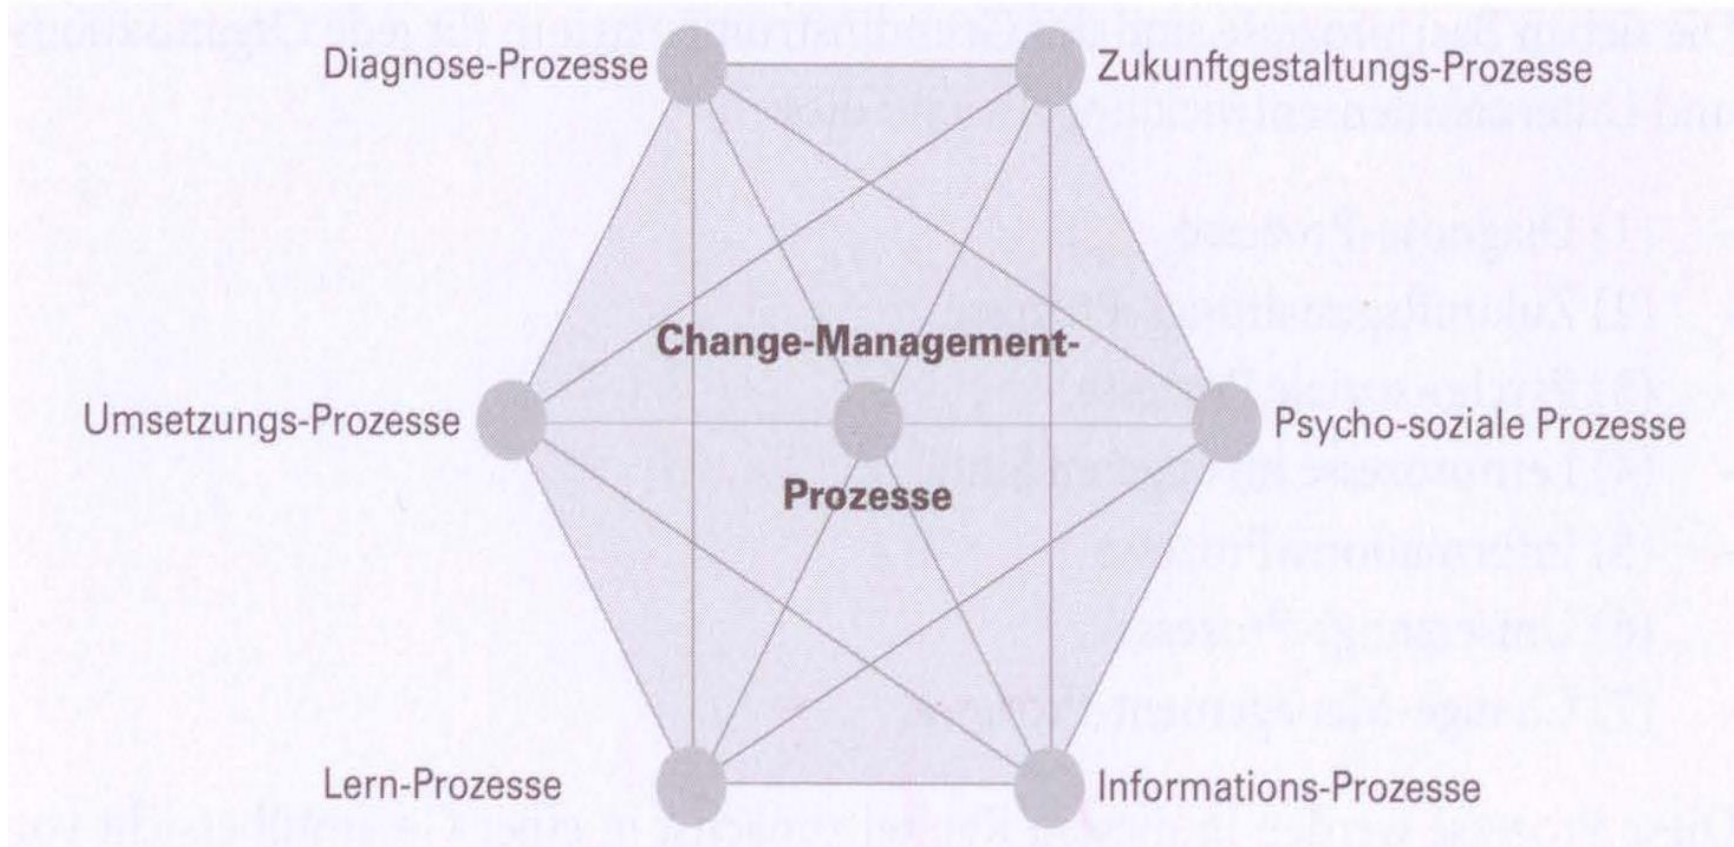 Diagnose-Prozesse
Zukunftgestaltungs-Prozesse
Change-Management-
Umsetzungs-Prozesse
Psycho-soziale Prozesse
Prozesse
Lern-Prozesse
Informations-Prozesse